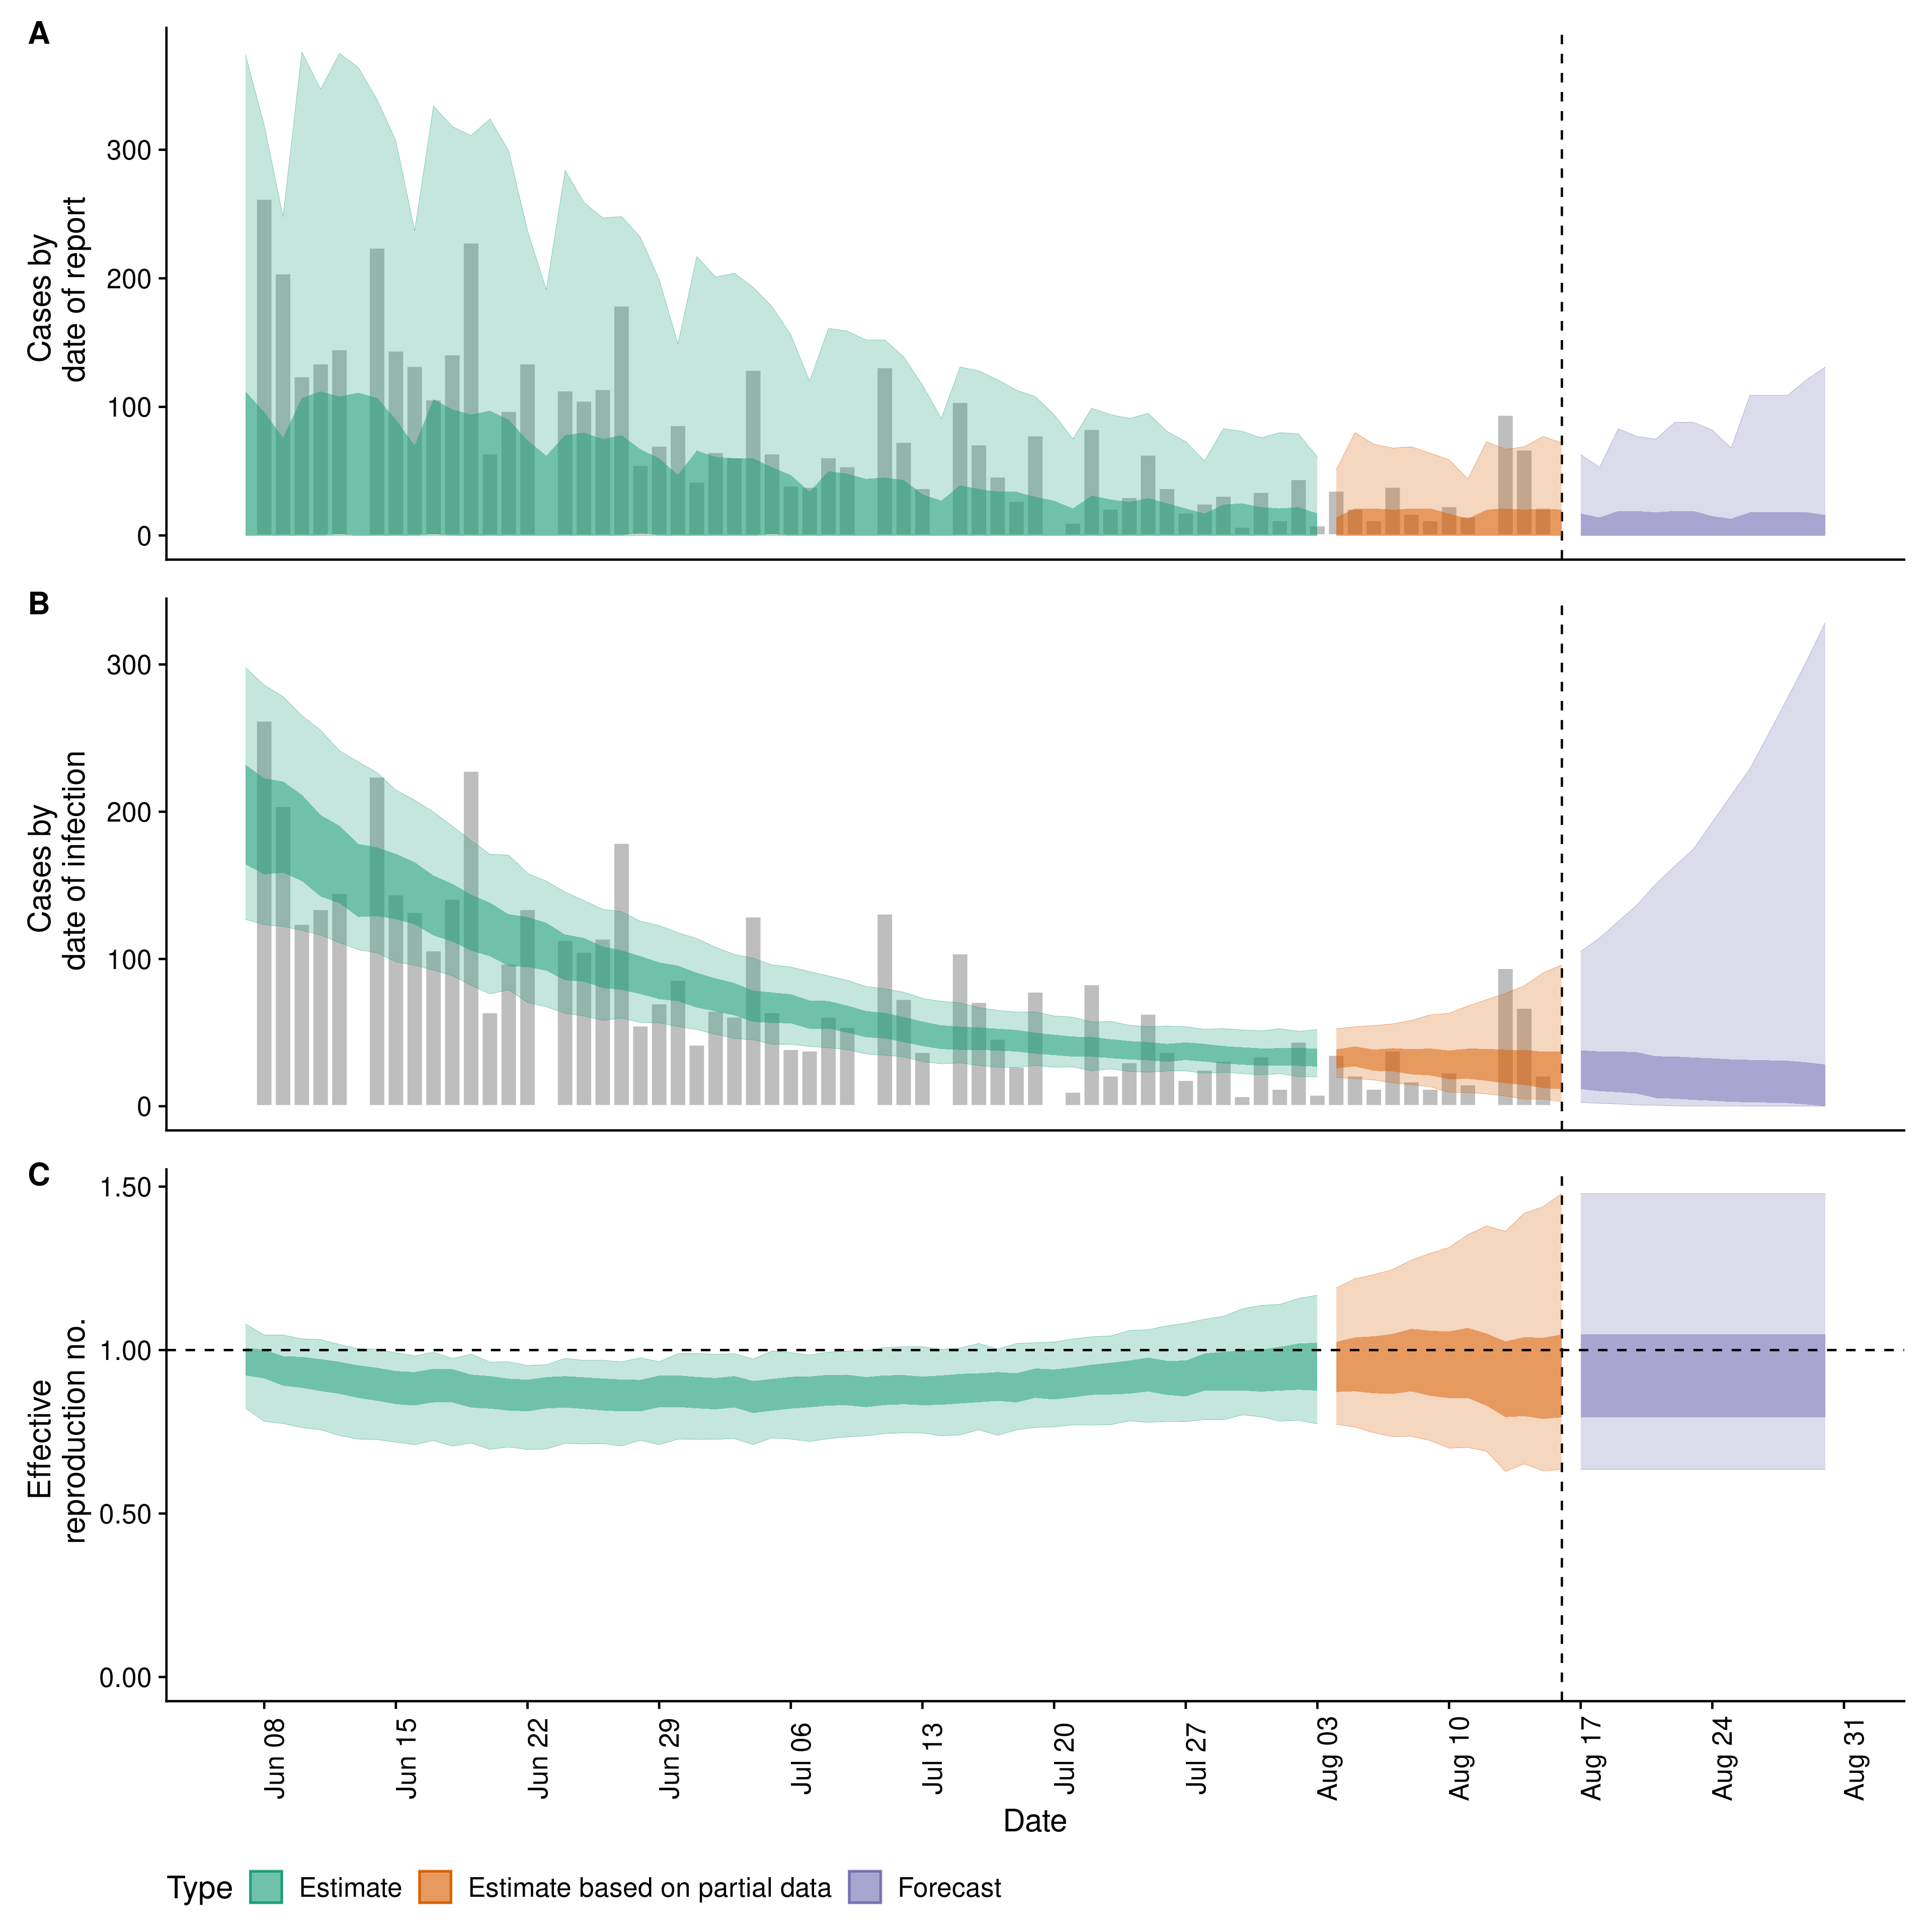 A
Cases by
date of report
300
200
100
0
B
Cases by
date of infection
300
200
100
0
C
Effective
reproduction no.
1.50
1.00
0.50
0.00
Jun 08
Jun 15
Jun 22
Jun 29
Jul 06
Jul 13
Jul 20
Jul 27
Aug 03
Aug 10
Aug 17
Aug 24
Aug 31
Date
Type Estimate Estimate based on partial data Forecast